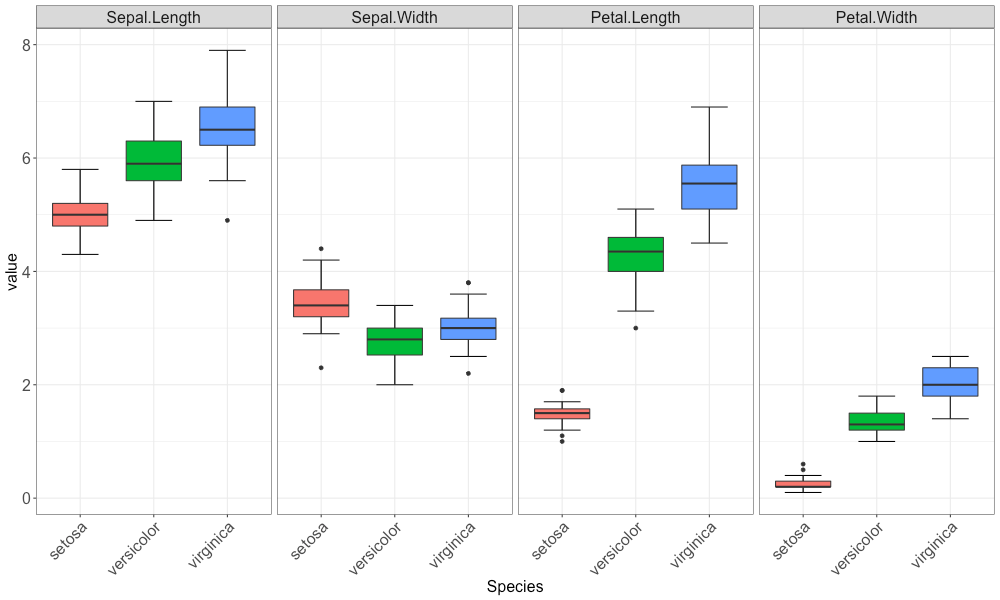 Sepal.Length Sepal.Width Petal.Length Petal.Width
8
6
4
2
0
value
setosa versicolor virginica setosa versicolor virginica setosa versicolor virginica setosa versicolor virginica
Species